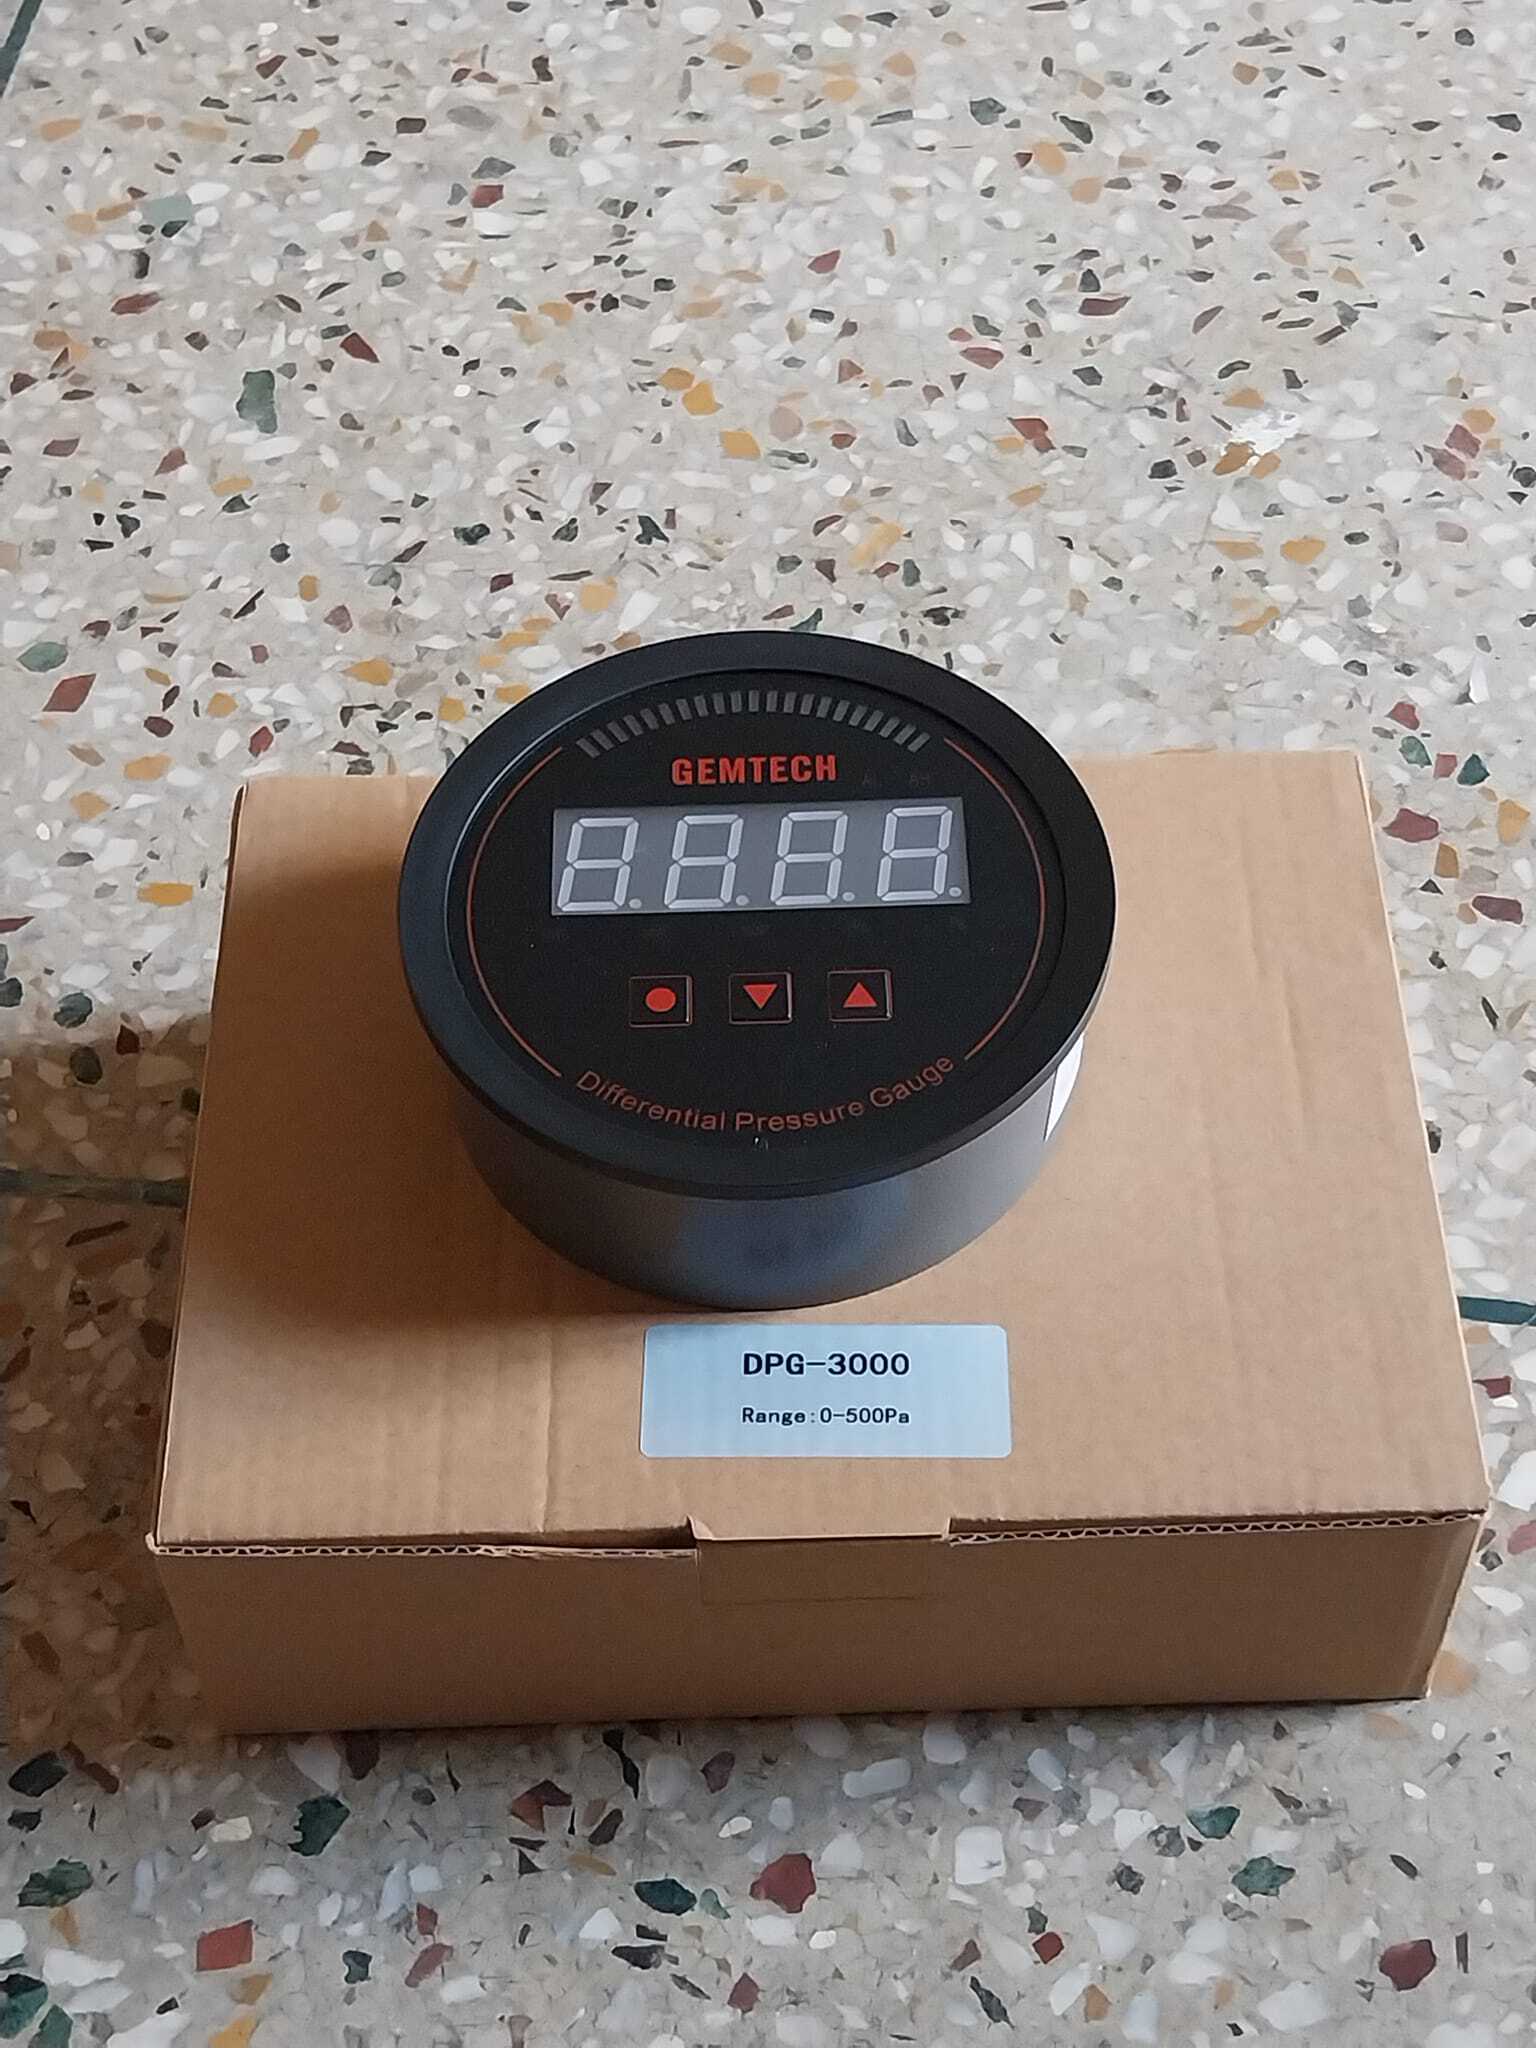 GEMTECH
Differential Pressure Gauge
DPG-3000
Range:0-500Pa